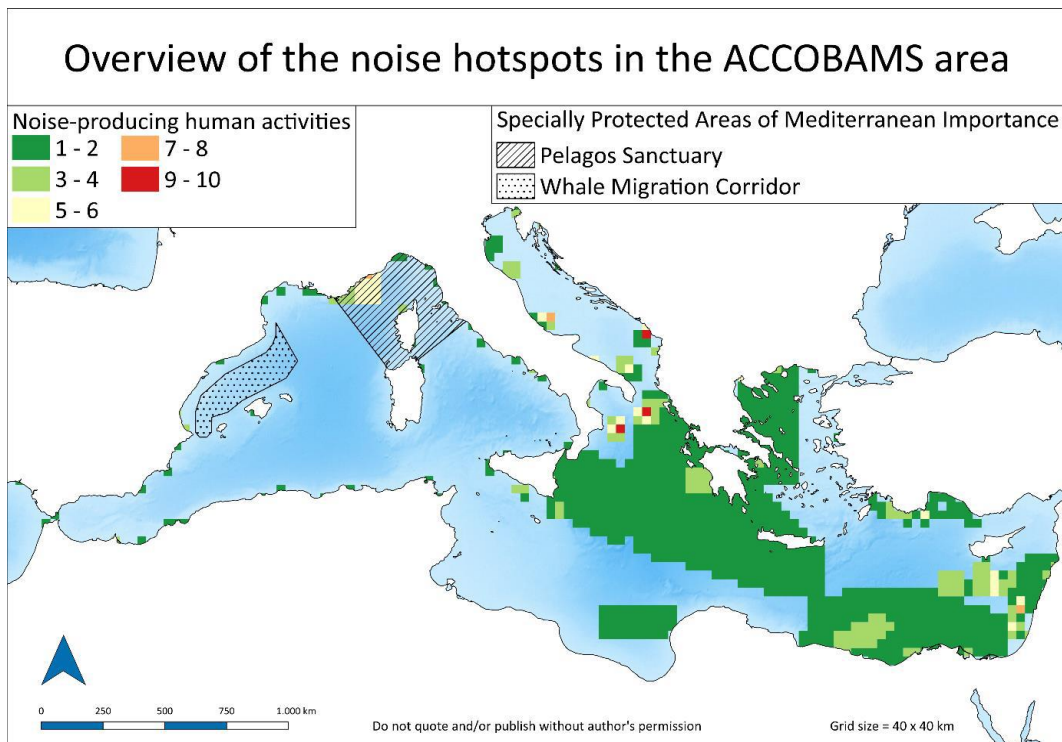 Overview of the noise hotspots in the ACCOBAMS area
Noise-producing human activities
1 - 2
7 - 8
3 - 4
9 - 10
5 - 6
Specially Protected Areas of Mediterranean Importance
Pelagos Sanctuary
Whale Migration Corridor
0 250 500 750 1.000 km
Do not quote and/or publish without author's permission
Grid size = 40 x 40 km